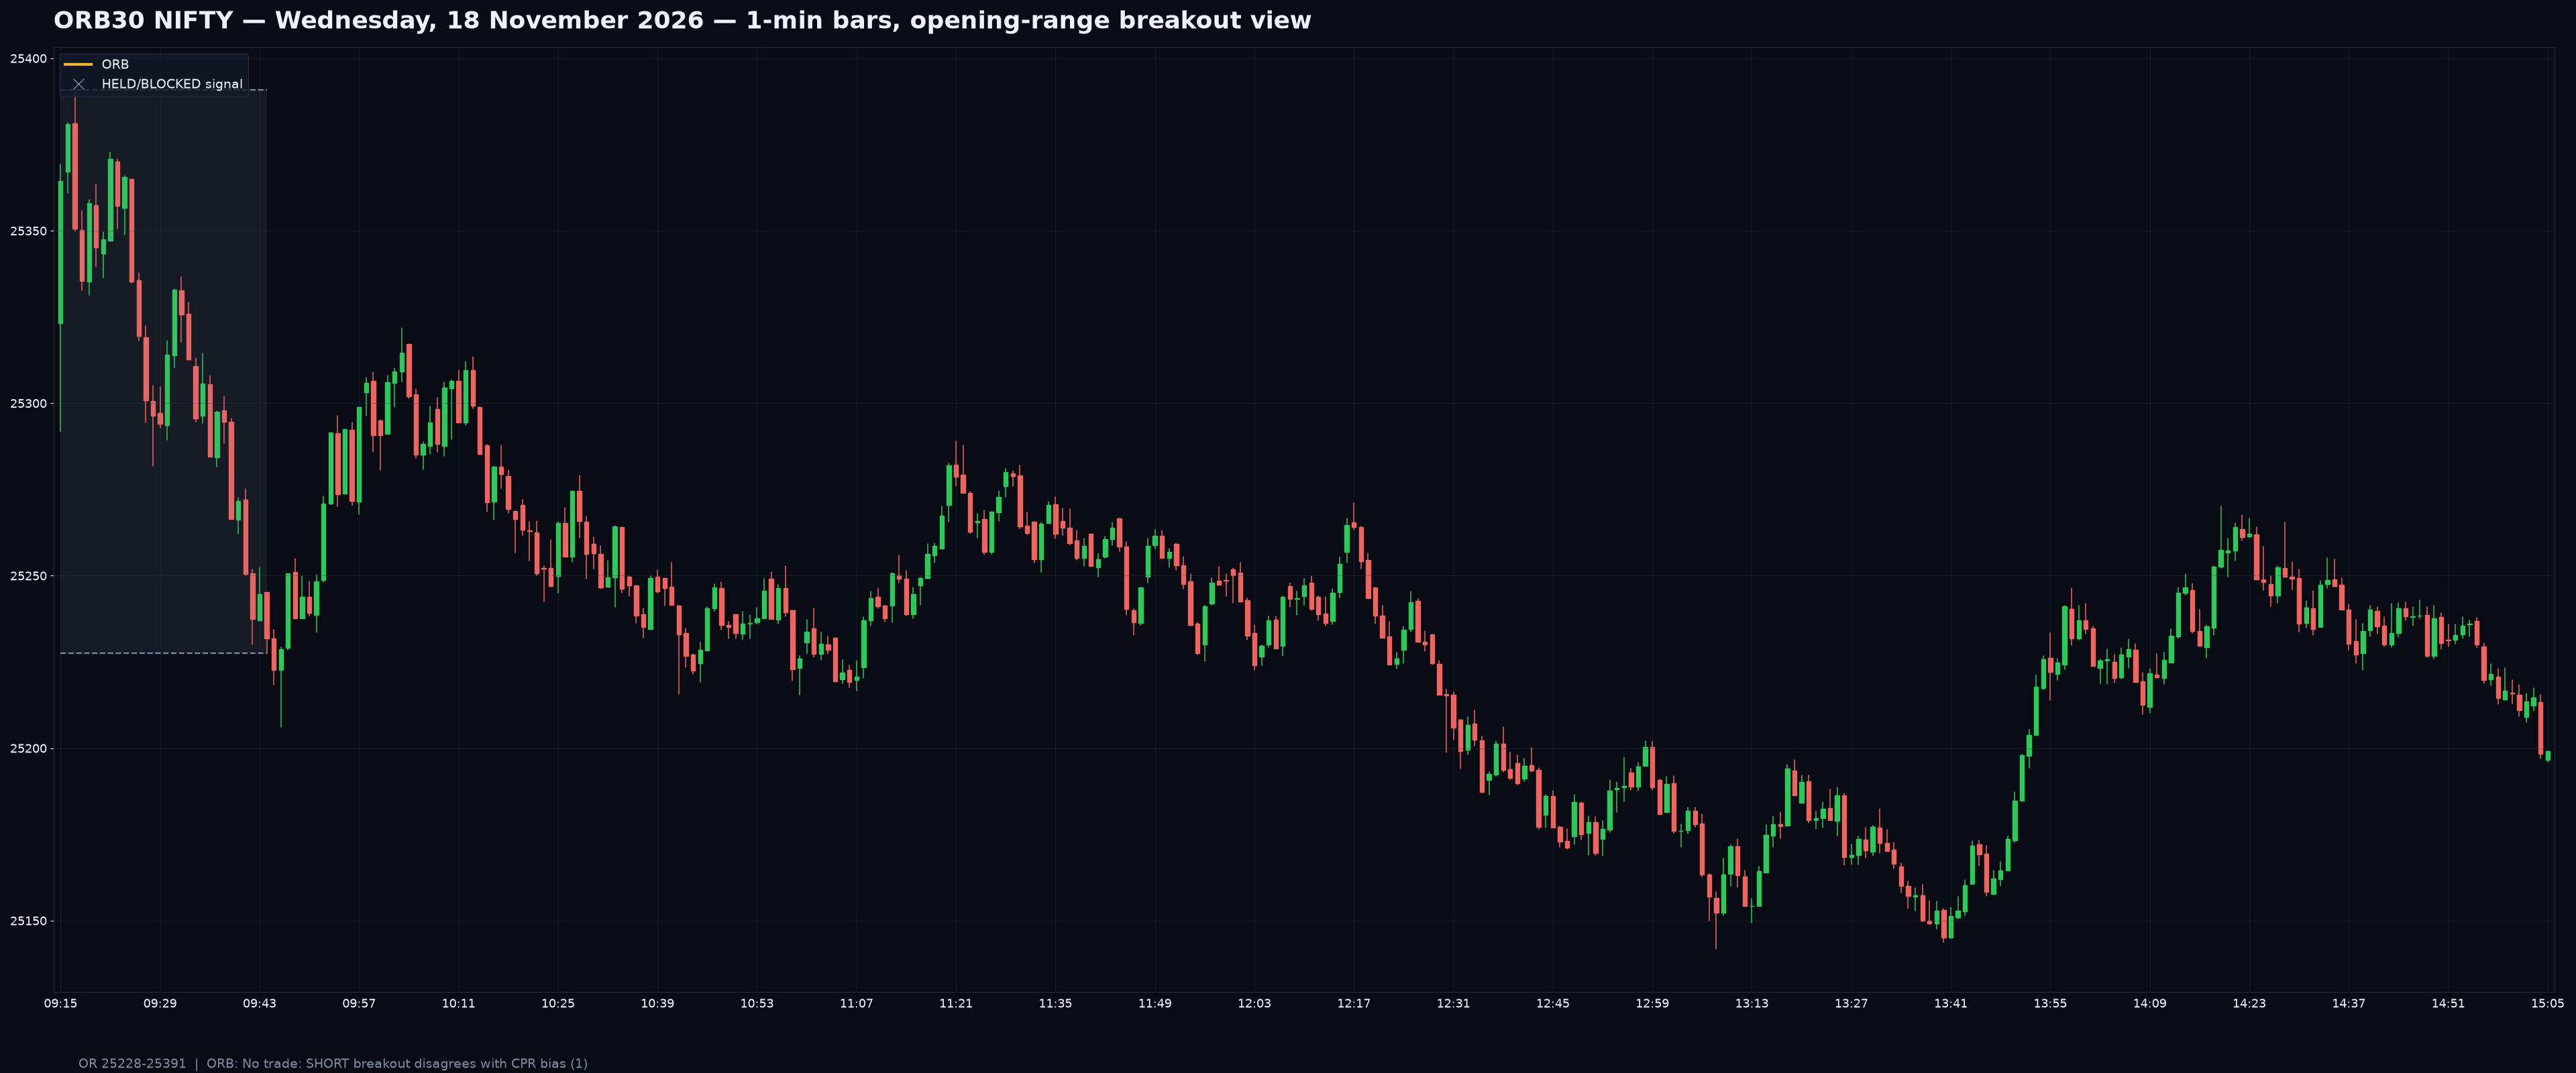 ORB30 NIFTY — Wednesday, 18 November 2026 — 1-min bars, opening-range breakout view
ORB
HELD/BLOCKED signal
25400
25350
25300
25250
25200
25150
09:15 09:29 09:43 09:57 10:11 10:25 10:39 10:53 11:07 11:21 11:35 11:49 12:03 12:17 12:31 12:45 12:59 13:13 13:27 13:41 13:55 14:09 14:23 14:37 14:51 15:05
OR 25228-25391 | ORB: No trade: SHORT breakout disagrees with CPR bias (1)